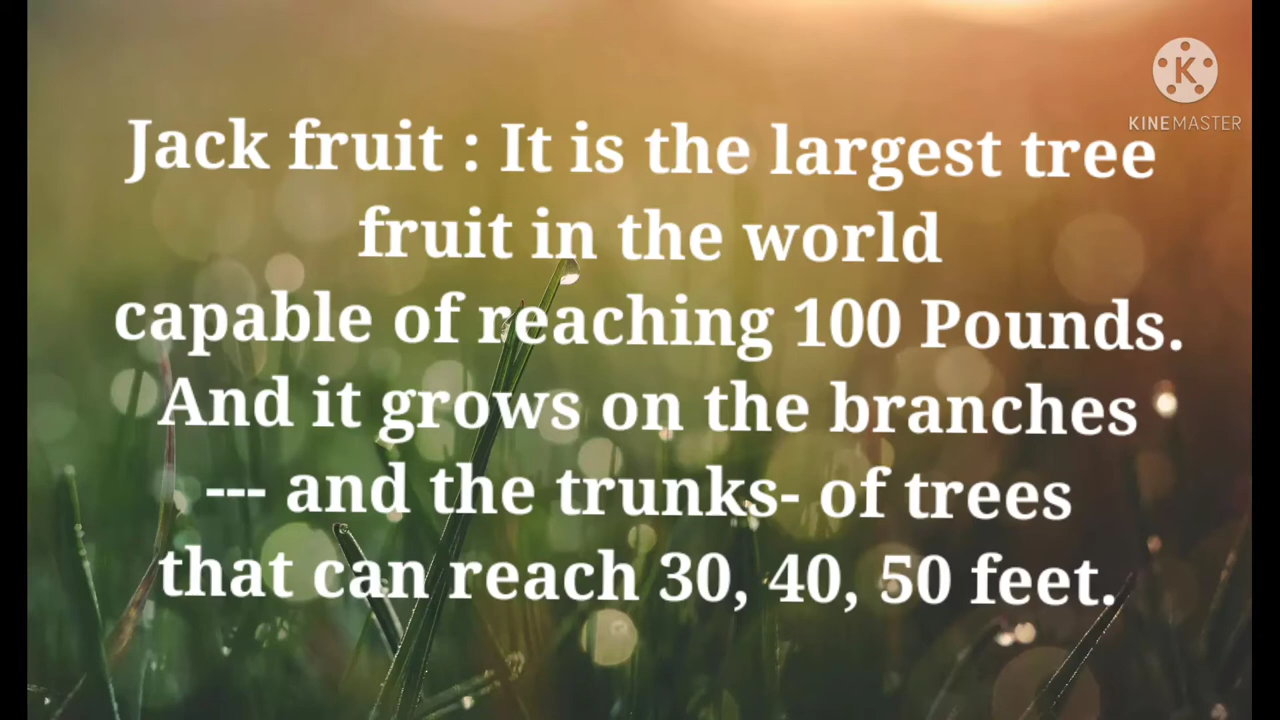 K
KINEMASTER
Jack fruit : It is the largest tree
fruit in the world
capable of reaching 100 Pounds.
And it grows on the branches
--- and the trunks- of trees
that can reach 30, 40, 50 feet.